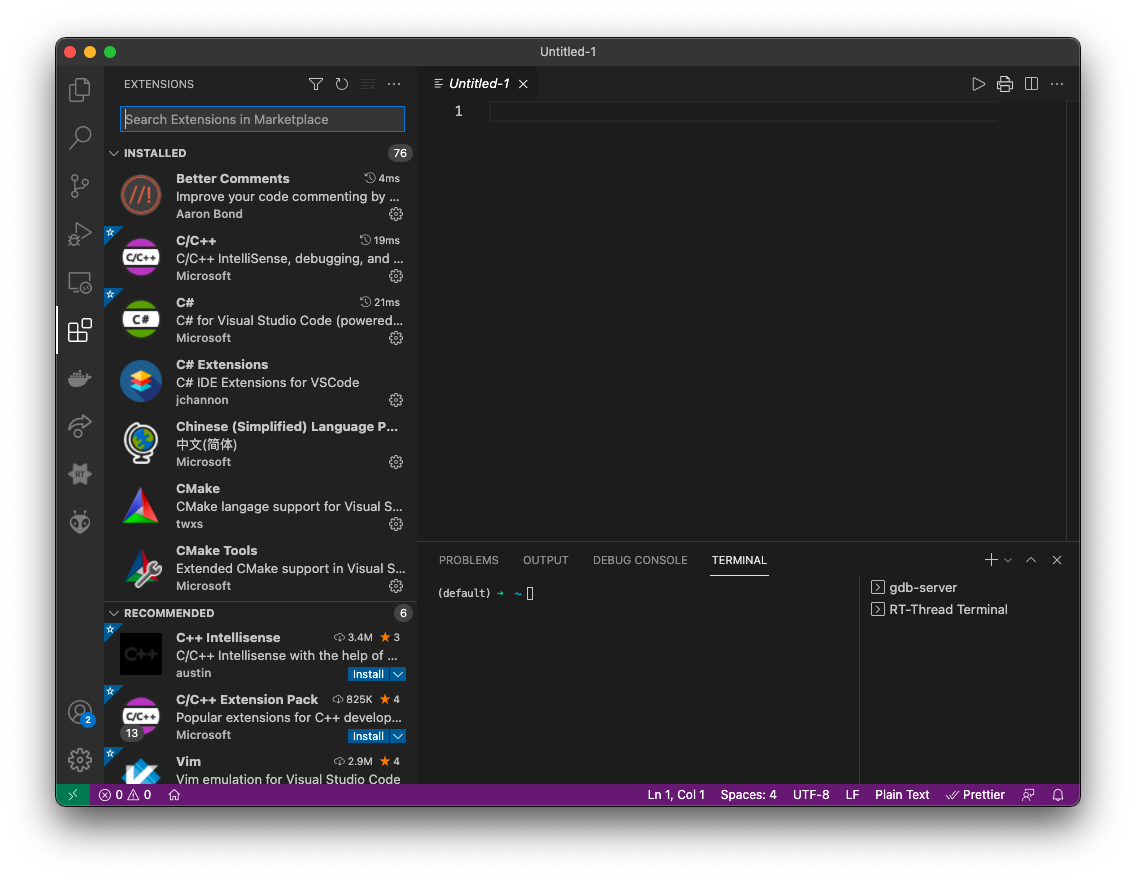 Untitled-1
EXTENSIONS
Search Extensions in Marketplace
INSTALLED 76
Better Comments 4ms
Improve your code commenting by ...
Aaron Bond
C/C++ 19ms
C/C++ IntelliSense, debugging, and ...
Microsoft
C# 21ms
C# for Visual Studio Code (powered...
Microsoft
C# Extensions
C# IDE Extensions for VSCode
jchannon
Chinese (Simplified) Language P...
中文(简体)
Microsoft
CMake
CMake langage support for Visual S...
twxs
CMake Tools
Extended CMake support in Visual S...
Microsoft
RECOMMENDED 6
C++ Intellisense 3.4M ★ 3
C/C++ Intellisense with the help of ...
austin Install
C/C++ Extension Pack 825K ★ 4
Popular extensions for C++ develop...
Microsoft Install
Vim 2.9M ★ 4
Vim emulation for Visual Studio Code
//!
C/C++
C#
C++
C/C++
13
RT
2
Untitled-1
1
PROBLEMS OUTPUT DEBUG CONSOLE TERMINAL
(default) → ~
gdb-server
RT-Thread Terminal
0 0 Ln 1, Col 1 Spaces: 4 UTF-8 LF Plain Text Prettier